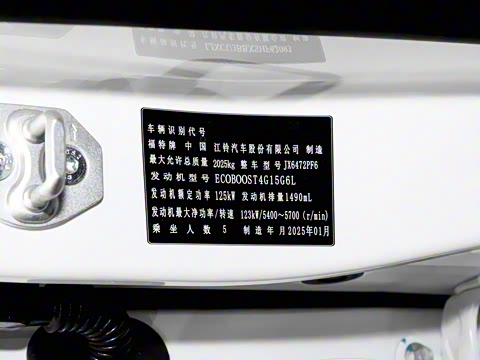 车辆识别代号
福特牌 中 国 江铃汽车股份有限公司 制造
最大允许总质量 2025kg 整 车 型 号 JX6472PF6
发 动 机 型 号 ECOBOOST4G15G6L
发动机额定功率 125kW 发动机排量1490mL
发动机最大净功率/转速 123kW/5400~5700 (r/min)
乘 坐 人 数 5 制造年月2025年01月